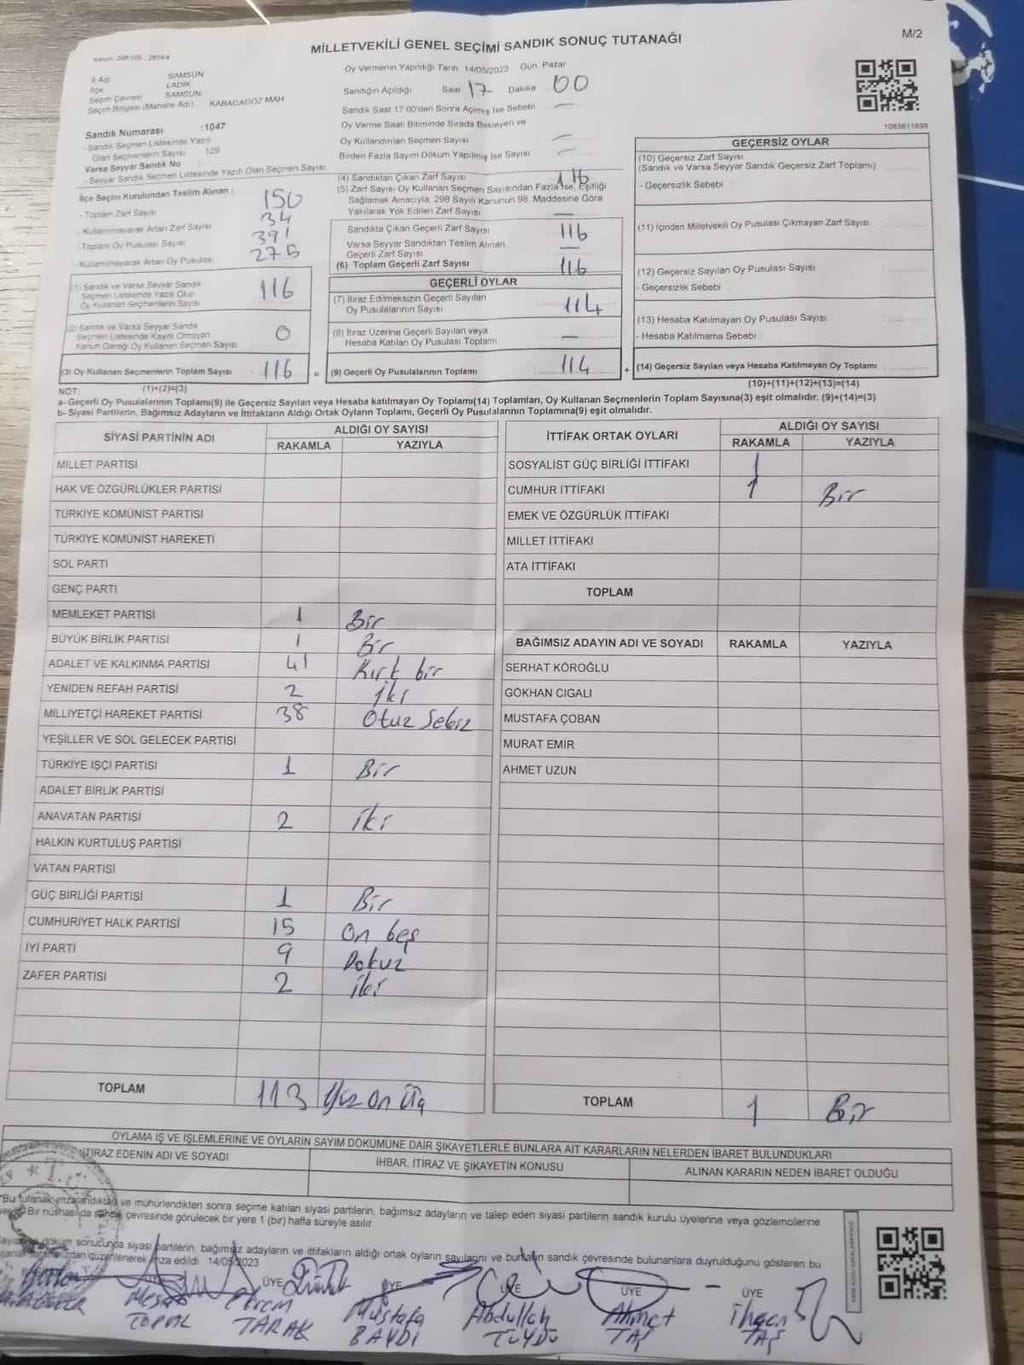 MİLLETVEKİLİ GENEL SEÇİMİ SANDIK SONUÇ TUTANAĞI
M/2
İl Adı SAMSUN
İlçe LADİK
Seçim Çevresi SAMSUN
Seçim Bölgesi (Mahalle Adı) KABACAGÖZ MAH
Sandık Numarası :1047
- Sandık Seçmen Listesinde Yazılı
Olan Seçmenlerin Sayısı 129
Varsa Seyyar Sandık No
- Seyyar Sandık Seçmen Listesinde Yazılı Olan Seçmen Sayısı
İlçe Seçim Kurulundan Teslim Alınan :
- Toplam Zarf Sayısı 150
- Kullanılmayarak Artan Zarf Sayısı 34
- Toplam Oy Pusulası Sayısı 391
- Kullanılmayarak Artan Oy Pusulası 275
(1) Sandık ve Varsa Seyyar Sandık
Seçmen Listesinde Yazılı Olup
Oy Kullanan Seçmenlerin Sayısı 116
(2) Sandık ve Varsa Seyyar Sandık
Seçmen Listesinde Kayıtlı Olmayan
Kanun Gereği Oy Kullanan Seçmen Sayısı 0
(3) Oy Kullanan Seçmenlerin Toplam Sayısı 116 =
(1)+(2)=(3)
Oy Vermenin Yapıldığı Tarih 14/05/2023 Gün Pazar
Sandığın Açıldığı Saat 17 Dakika 00
Sandık Saat 17.00'den Sonra Açılmış İse Sebebi —
Oy Verme Saati Bitiminde Sırada Bekleyen ve
Oy Kullandırılan Seçmen Sayısı —
Birden Fazla Sayım Döküm Yapılmış İse Sayısı —
(4) Sandıktan Çıkan Zarf Sayısı 116
(5) Zarf Sayısı Oy Kullanan Seçmen Sayısından Fazla İse, Eşitliği
Sağlamak Amacıyla, 298 Sayılı Kanunun 98. Maddesine Göre
Yakılarak Yok Edilen Zarf Sayısı —
Sandıkta Çıkan Geçerli Zarf Sayısı 116
Varsa Seyyar Sandıktan Teslim Alınan
Geçerli Zarf Sayısı —
(6) Toplam Geçerli Zarf Sayısı 116
GEÇERLİ OYLAR
(7) İtiraz Edilmeksizin Geçerli Sayılan
Oy Pusulalarının Sayısı 114
(8) İtiraz Üzerine Geçerli Sayılan veya
Hesaba Katılan Oy Pusulası Toplamı —
(9) Geçerli Oy Pusulalarının Toplamı 114 +
1083611699
GEÇERSİZ OYLAR
(10) Geçersiz Zarf Sayısı
(Sandık ve Varsa Seyyar Sandık Geçersiz Zarf Toplamı)
- Geçersizlik Sebebi
(11) İçinden Milletvekili Oy Pusulası Çıkmayan Zarf Sayısı
(12) Geçersiz Sayılan Oy Pusulası Sayısı
- Geçersizlik Sebebi
(13) Hesaba Katılmayan Oy Pusulası Sayısı
- Hesaba Katılmama Sebebi
(14) Geçersiz Sayılan veya Hesaba Katılmayan Oy Toplamı
(10)+(11)+(12)+(13)=(14)
NOT:
a- Geçerli Oy Pusulalarının Toplamı(9) ile Geçersiz Sayılan veya Hesaba Katılmayan oy Toplamı(14) Toplamları, Oy Kullanan Seçmenlerin Toplam Sayısına(3) eşit olmalıdır. (9)+(14)=(3)
b- Siyasi Partilerin, Bağımsız Adayların ve İttifakların Aldığı Ortak Oyların Toplamı, Geçerli Oy Pusulalarının Toplamına(9) eşit olmalıdır.
SİYASİ PARTİNİN ADI ALDIĞI OY SAYISI
RAKAMLA YAZIYLA
MİLLET PARTİSİ
HAK VE ÖZGÜRLÜKLER PARTİSİ
TÜRKİYE KOMÜNİST PARTİSİ
TÜRKİYE KOMÜNİST HAREKETİ
SOL PARTİ
GENÇ PARTİ
MEMLEKET PARTİSİ 1 Bir
BÜYÜK BİRLİK PARTİSİ 1 Bir
ADALET VE KALKINMA PARTİSİ 41 Kırk bir
YENİDEN REFAH PARTİSİ 2 İki
MİLLİYETÇİ HAREKET PARTİSİ 38 Otuz Sekiz
YEŞİLLER VE SOL GELECEK PARTİSİ
TÜRKİYE İŞÇİ PARTİSİ 1 Bir
ADALET BİRLİK PARTİSİ
ANAVATAN PARTİSİ 2 iki
HALKIN KURTULUŞ PARTİSİ
VATAN PARTİSİ
GÜÇ BİRLİĞİ PARTİSİ 1 Bir
CUMHURİYET HALK PARTİSİ 15 On beş
İYİ PARTİ 9 Dokuz
ZAFER PARTİSİ 2 iki
TOPLAM 113 Yüz On Üç
İTTİFAK ORTAK OYLARI ALDIĞI OY SAYISI
RAKAMLA YAZIYLA
SOSYALİST GÜÇ BİRLİĞİ İTTİFAKI 1
CUMHUR İTTİFAKI 1 Bir
EMEK VE ÖZGÜRLÜK İTTİFAKI
MİLLET İTTİFAKI
ATA İTTİFAKI
TOPLAM
BAĞIMSIZ ADAYIN ADI VE SOYADI RAKAMLA YAZIYLA
SERHAT KÖROĞLU
GÖKHAN CIGALI
MUSTAFA ÇOBAN
MURAT EMİR
AHMET UZUN
TOPLAM 1 Bir
OYLAMA İŞ VE İŞLEMLERİNE VE OYLARIN SAYIM DÖKÜMÜNE DAİR ŞİKAYETLERLE BUNLARA AİT KARARLARIN NELERDEN İBARET BULUNDUKLARI
İTİRAZ EDENİN ADI VE SOYADI İHBAR, İTİRAZ VE ŞİKAYETİN KONUSU ALINAN KARARIN NEDEN İBARET OLDUĞU
*Bu tutanak imzalandıktan ve mühürlendikten sonra seçime katılan siyasi partilerin, bağımsız adayların ve talep eden siyasi partilerin sandık kurulu üyelerine veya gözlemcilerine
Bir nüshası da sandık çevresinde görülecek bir yere 1 (bir) hafta süreyle asılır.
döküm sonucunda siyasi partilerin, bağımsız adayların ve ittifakların aldığı ortak oyların sayılarını ve bunların sandık çevresinde bulunanlara duyrulduğunu gösteren bu
düzenlenerek imza edildi. 14/05/2023
ÜYE ÜYE ÜYE ÜYE ÜYE
Mustafa Abdullah Ahmet İlhan
TOPAL TARAK BAYDİ TUYDU TAŞ TAŞ